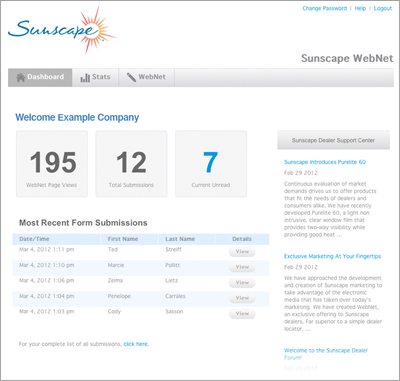 Change Password | Help | Logout
Sunscape
Sunscape WebNet
Dashboard Stats WebNet
Welcome Example Company
195 12 7
WebNet Page Views Total Submissions Current Unread
Most Recent Form Submissions
Date/Time First Name Last Name Details
Mar 4, 2012 1:11 pm Ted Streiff View
Mar 4, 2012 1:10 pm Marcie Pollitt View
Mar 4, 2012 1:06 pm Zelma Lietz View
Mar 4, 2012 1:04 pm Penelope Carrales View
Mar 4, 2012 1:03 pm Cody Sasson View
For your complete list of all submissions, click here.
Sunscape Dealer Support Center
Sunscape Introduces Purelite 60
Feb 29 2012
Continuous evaluation of market
demands drives us to offer products
that fit the needs of dealers and
consumers alike. We have recently
developed Purelite 60, a light non
intrusive, clear window film that
provides two-way visibility while
providing good heat ...
Exclusive Marketing At Your Fingertips
Feb 29 2012
We have approached the development
and creation of Sunscape marketing to
take advantage of the electronic
media that has taken over today's
marketing. We have created WebNet,
an exclusive offering to Sunscape
dealers. Far superior to a simple dealer
locator, ...
Welcome to the Sunscape Dealer
Forum!